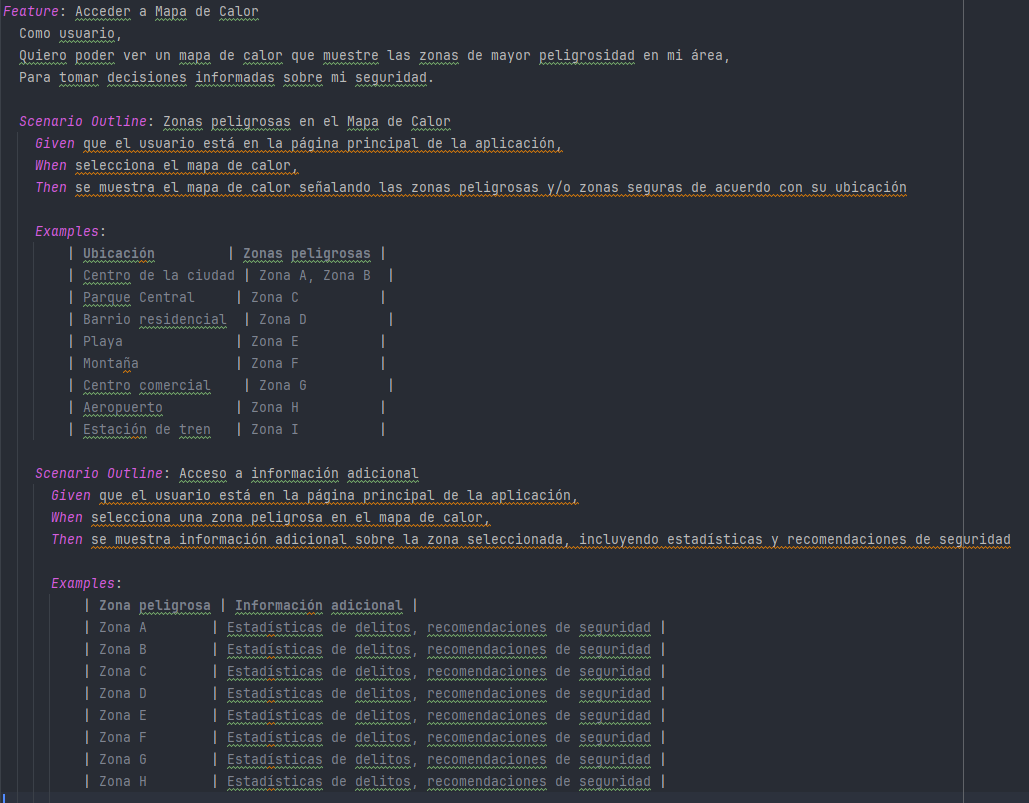 Feature: Acceder a Mapa de Calor
Como usuario,
Quiero poder ver un mapa de calor que muestre las zonas de mayor peligrosidad en mi área,
Para tomar decisiones informadas sobre mi seguridad.
Scenario Outline: Zonas peligrosas en el Mapa de Calor
Given que el usuario está en la página principal de la aplicación,
When selecciona el mapa de calor,
Then se muestra el mapa de calor señalando las zonas peligrosas y/o zonas seguras de acuerdo con su ubicación
Examples:
| Ubicación | Zonas peligrosas |
| Centro de la ciudad | Zona A, Zona B |
| Parque Central | Zona C |
| Barrio residencial | Zona D |
| Playa | Zona E |
| Montaña | Zona F |
| Centro comercial | Zona G |
| Aeropuerto | Zona H |
| Estación de tren | Zona I |
Scenario Outline: Acceso a información adicional
Given que el usuario está en la página principal de la aplicación,
When selecciona una zona peligrosa en el mapa de calor,
Then se muestra información adicional sobre la zona seleccionada, incluyendo estadísticas y recomendaciones de seguridad
Examples:
| Zona peligrosa | Información adicional |
| Zona A | Estadísticas de delitos, recomendaciones de seguridad |
| Zona B | Estadísticas de delitos, recomendaciones de seguridad |
| Zona C | Estadísticas de delitos, recomendaciones de seguridad |
| Zona D | Estadísticas de delitos, recomendaciones de seguridad |
| Zona E | Estadísticas de delitos, recomendaciones de seguridad |
| Zona F | Estadísticas de delitos, recomendaciones de seguridad |
| Zona G | Estadísticas de delitos, recomendaciones de seguridad |
| Zona H | Estadísticas de delitos, recomendaciones de seguridad |